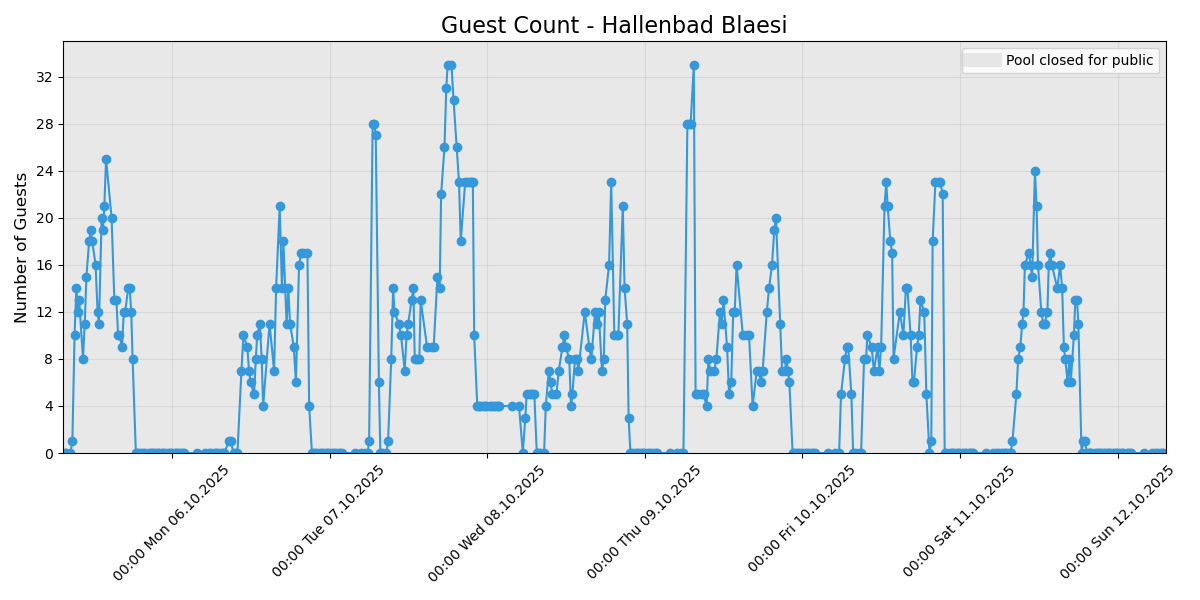 Guest Count - Hallenbad Blaesi
Pool closed for public
Number of Guests
32
28
24
20
16
12
8
4
0
00:00 Mon 06.10.2025
00:00 Tue 07.10.2025
00:00 Wed 08.10.2025
00:00 Thu 09.10.2025
00:00 Fri 10.10.2025
00:00 Sat 11.10.2025
00:00 Sun 12.10.2025